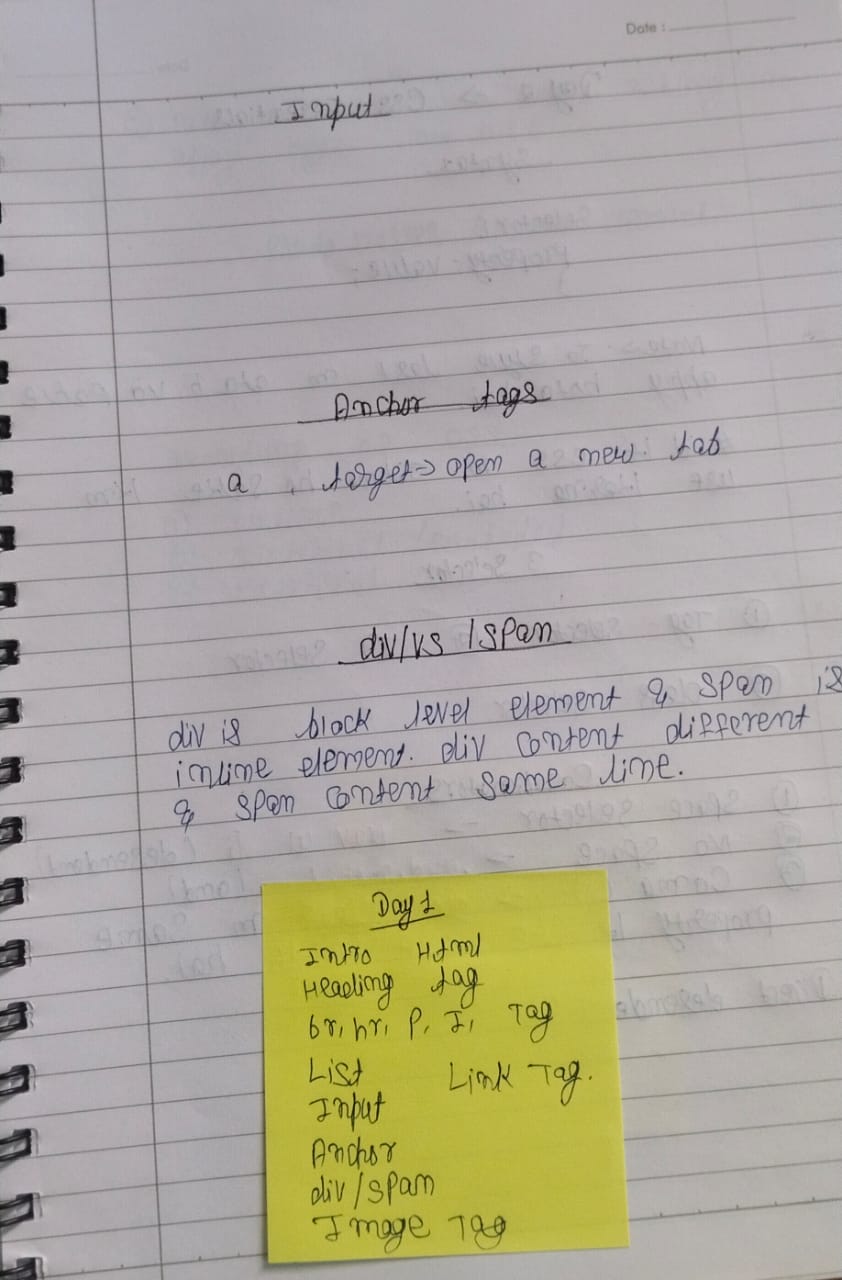 Date :
Input
Anchor tags
a , target→ open a new tab
div/vs /span
div is block level element & span is
inline element. div content different
& span content same line.
Day 1
Intro Html
Heading tag
br, hr, P, I, Tag
List Link Tag.
Input
Anchor
div/span
Image Tag